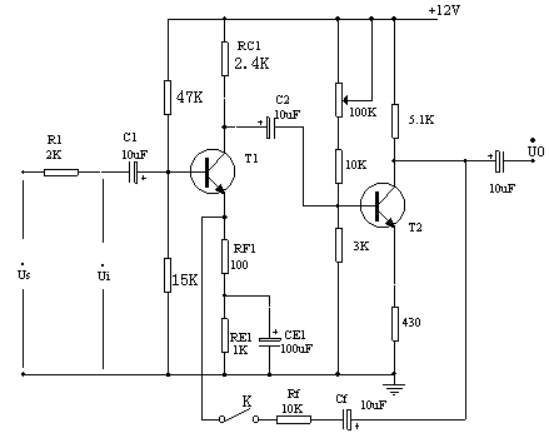 +12V
RC1
2.4K
47K
C2
10uF
100K
5.1K
R1
2K
C1
10uF
+
T1
+
10K
+
U0
10uF
T2
3K
Us
Ui
15K
RF1
100
RE1
1K
+
CE1
100uF
430
K
Rf
10K
Cf
10uF
+